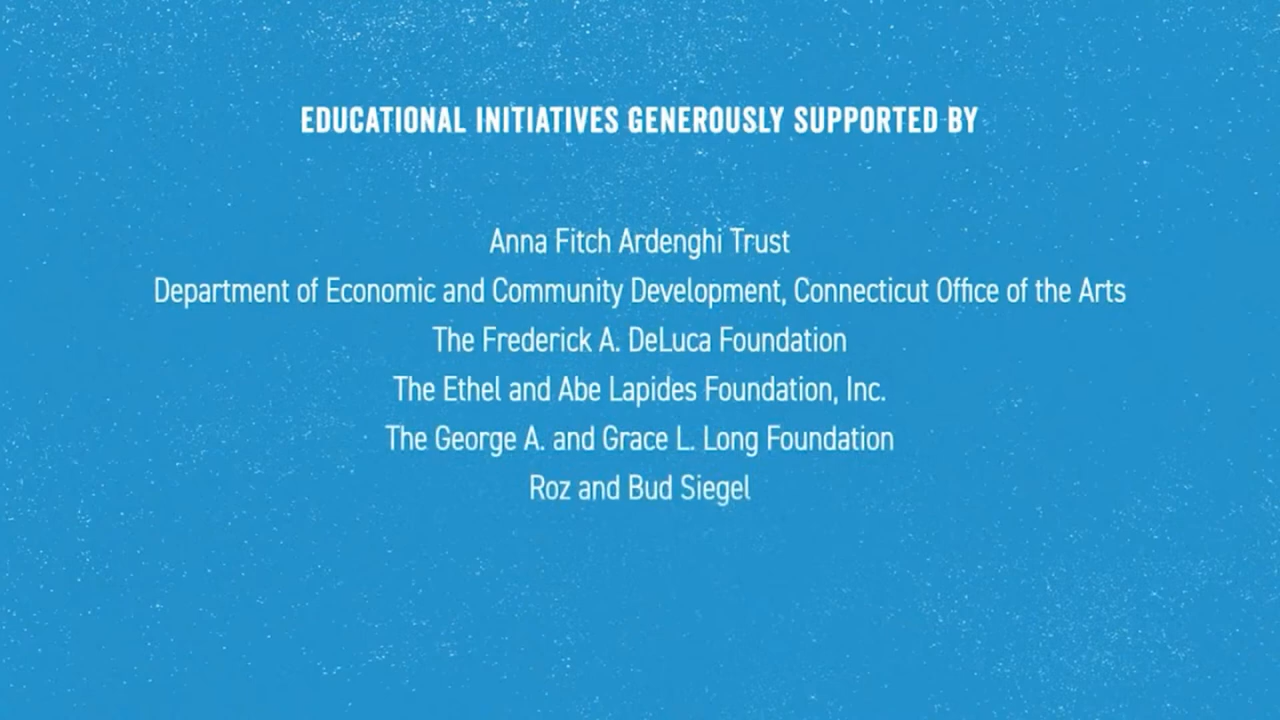 EDUCATIONAL INITIATIVES GENEROUSLY SUPPORTED BY
Anna Fitch Ardenghi Trust
Department of Economic and Community Development, Connecticut Office of the Arts
The Frederick A. DeLuca Foundation
The Ethel and Abe Lapides Foundation, Inc.
The George A. and Grace L. Long Foundation
Roz and Bud Siegel